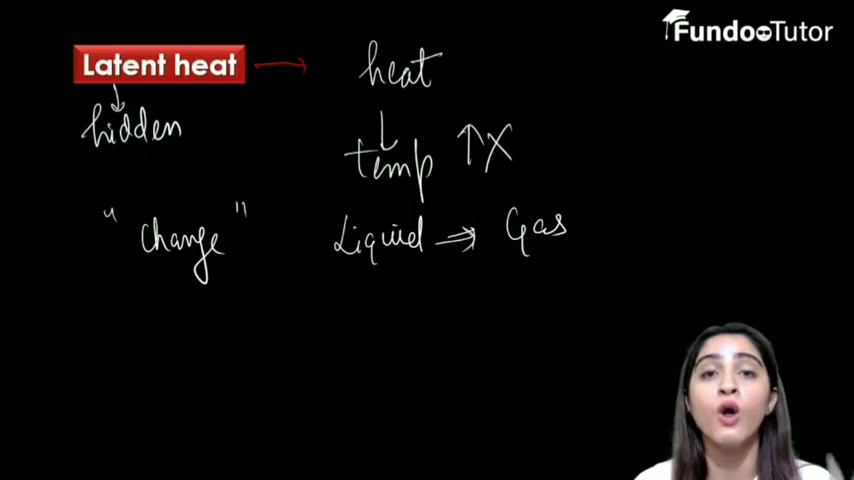 FundooTutor
Latent heat → heat
hidden
temp ↑ X
" change " Liquid ⇒ Gas